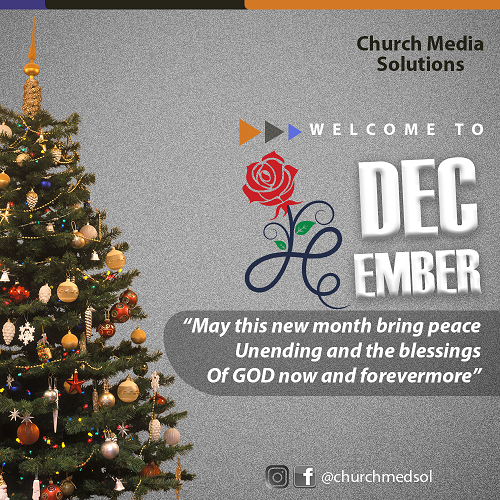 Church Media
Solutions
WELCOME TO
DEC
EMBER
“May this new month bring peace
Unending and the blessings
Of GOD now and forevermore”
@churchmedsol